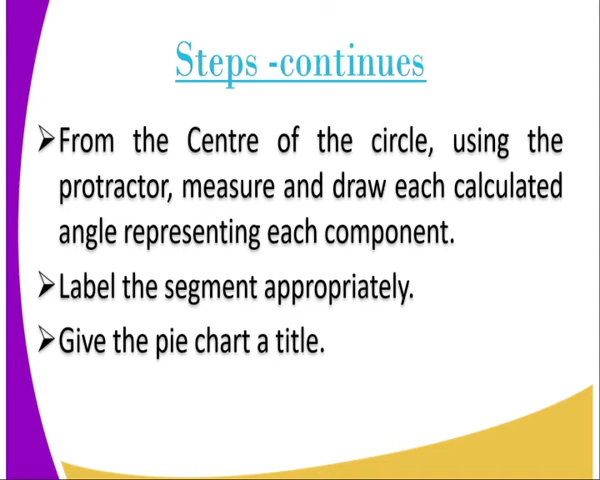 Steps -continues
➢From the Centre of the circle, using the
protractor, measure and draw each calculated
angle representing each component.
➢Label the segment appropriately.
➢Give the pie chart a title.